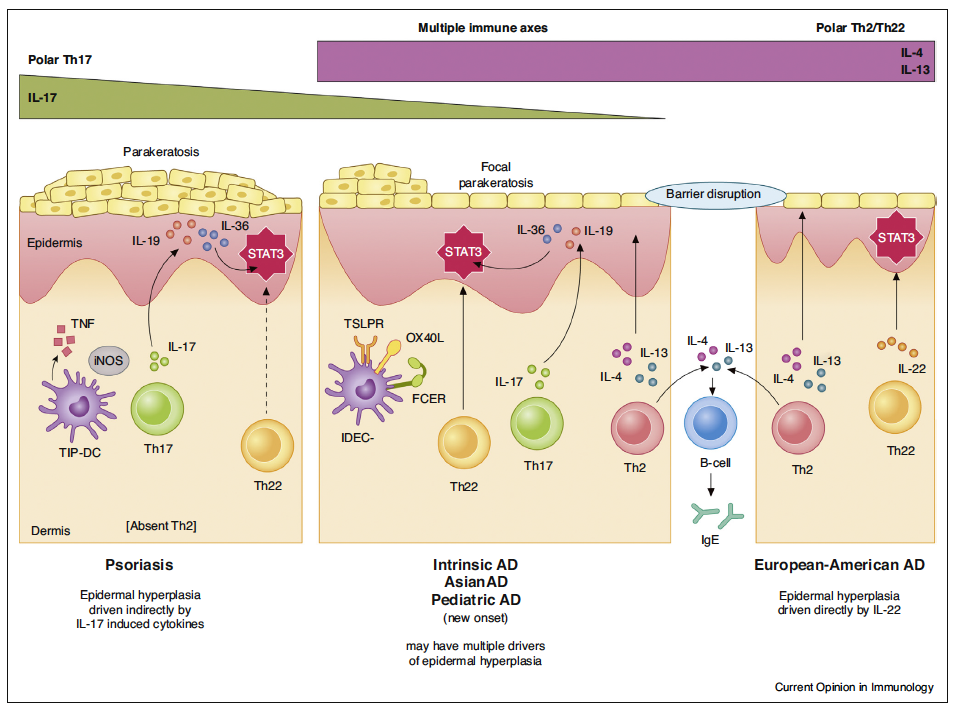 Multiple immune axes
Polar Th2/Th22
IL-4
IL-13
Polar Th17
IL-17
Parakeratosis
Focal
parakeratosis
Barrier disruption
Epidermis
IL-19
IL-36
STAT3
IL-36
IL-19
STAT3
STAT3
TNF
iNOS
IL-17
TIP-DC
Th17
Th22
Dermis
[Absent Th2]
TSLPR
OX40L
FCER
IDEC-
IL-17
Th22
Th17
IL-13
IL-4
Th2
IL-4
IL-13
B-cell
IgE
IL-13
IL-4
Th2
IL-22
Th22
Psoriasis
Epidermal hyperplasia
driven indirectly by
IL-17 induced cytokines
Intrinsic AD
AsianAD
Pediatric AD
(new onset)
may have multiple drivers
of epidermal hyperplasia
European-American AD
Epidermal hyperplasia
driven directly by IL-22
Current Opinion in Immunology